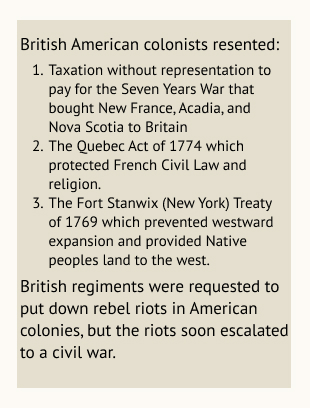 British American colonists resented:
1. Taxation without representation to
pay for the Seven Years War that
bought New France, Acadia, and
Nova Scotia to Britain
2. The Quebec Act of 1774 which
protected French Civil Law and
religion.
3. The Fort Stanwix (New York) Treaty
of 1769 which prevented westward
expansion and provided Native
peoples land to the west.
British regiments were requested to
put down rebel riots in American
colonies, but the riots soon escalated
to a civil war.